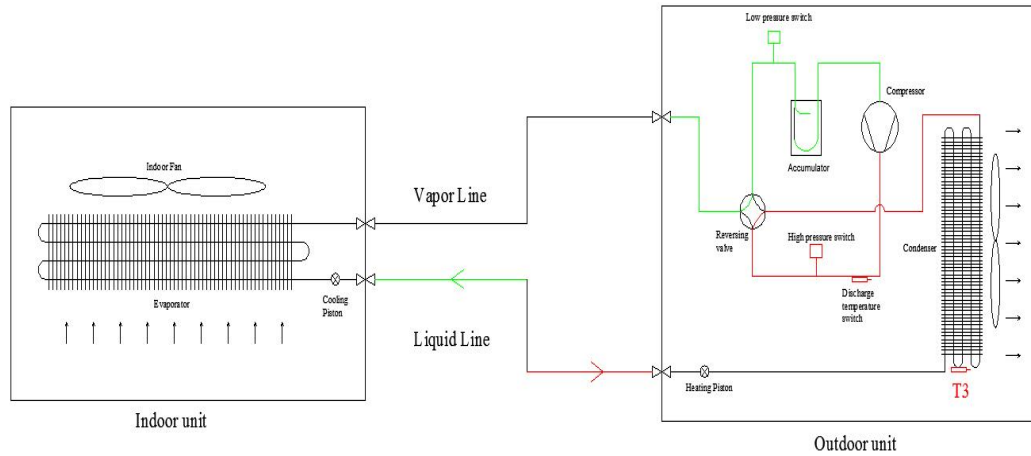 Low pressure switch
Compressor
Accumulator
Indoor Fan
Vapor Line
Reversing
valve
High pressure switch
Condenser
Discharge
temperature
switch
Evaporator
Cooling
Piston
Liquid Line
Heating Piston
T3
Indoor unit
Outdoor unit